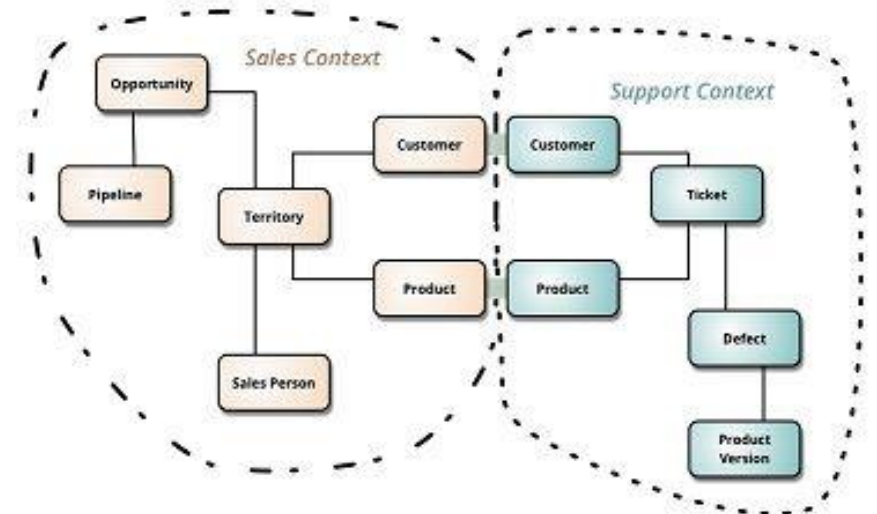 Sales Context
Opportunity
Support Context
Customer
Customer
Pipeline
Ticket
Territory
Product
Product
Defect
Sales Person
Product
Version